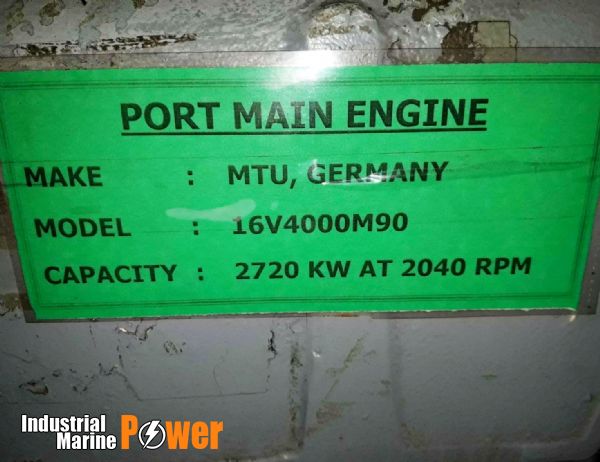 PORT MAIN ENGINE
MAKE : MTU, GERMANY
MODEL : 16V4000M90
CAPACITY : 2720 KW AT 2040 RPM
Industrial
Marine Power